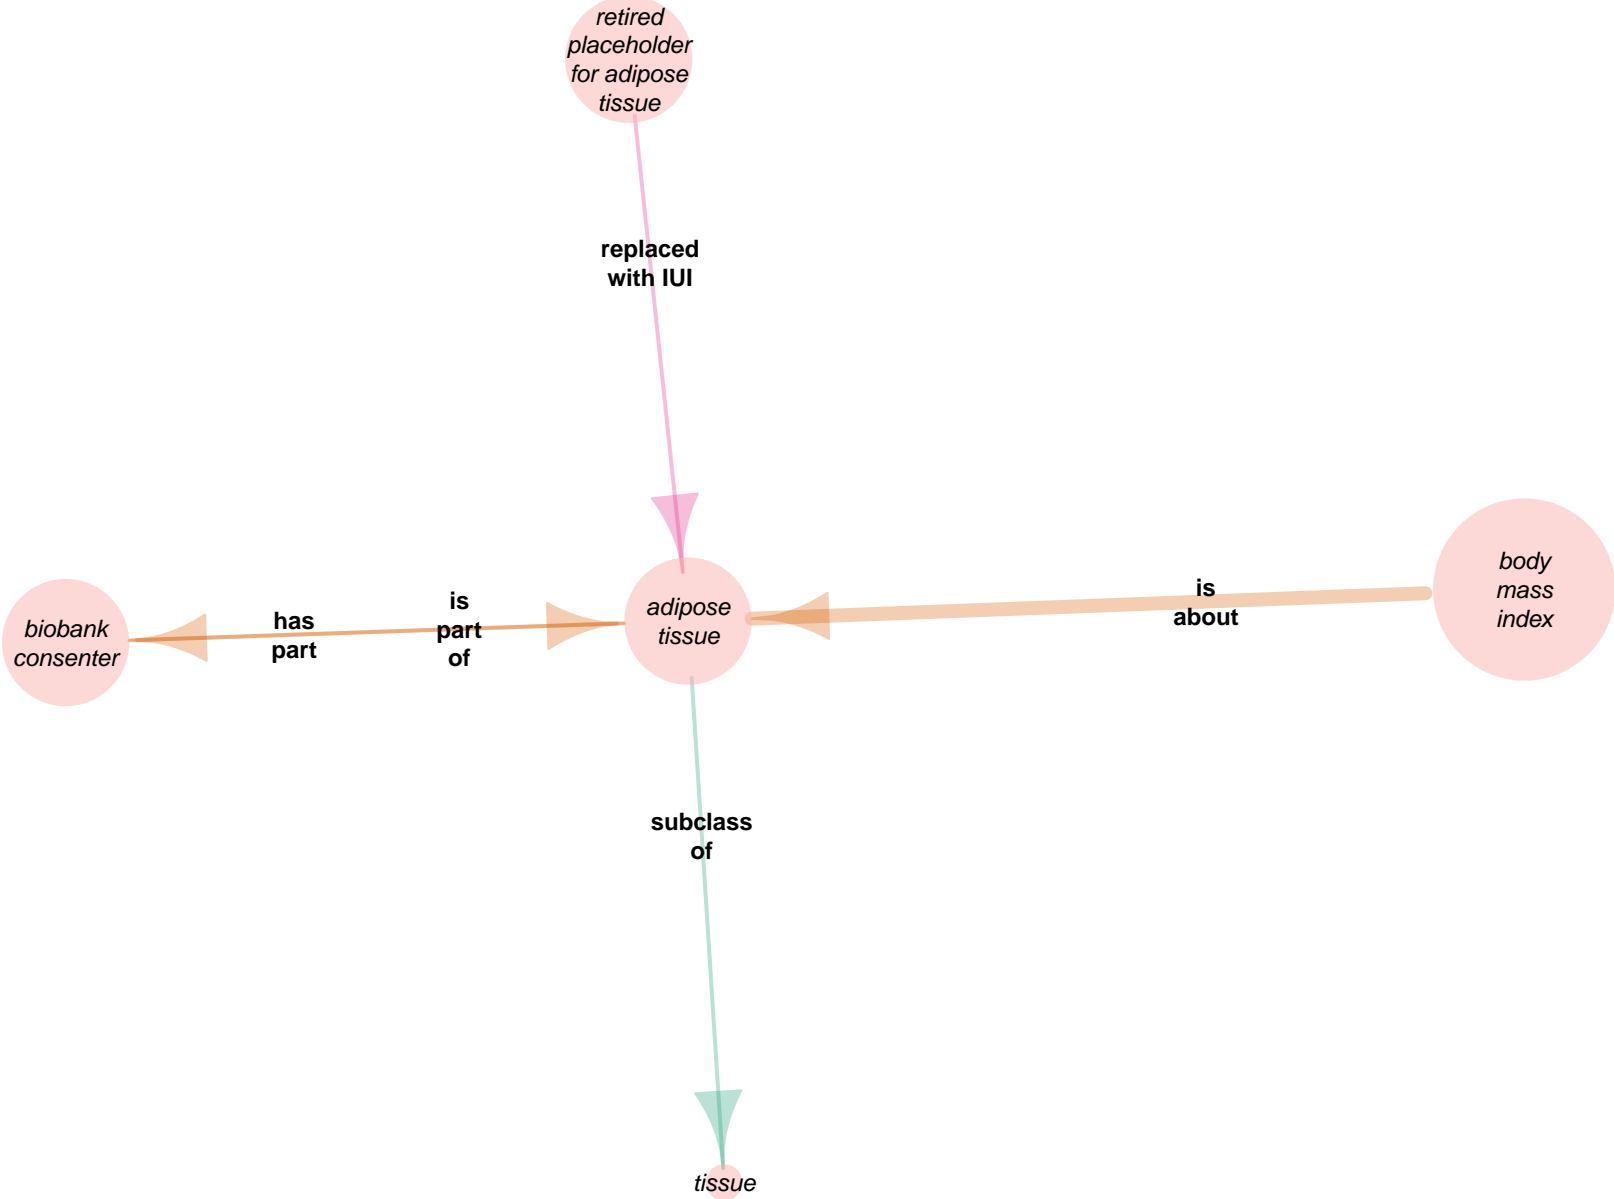 retired
placeholder
for adipose
tissue
replaced
with IUI
biobank
consenter
has
part
is
part
of
adipose
tissue
is
about
body
mass
index
subclass
of
tissue